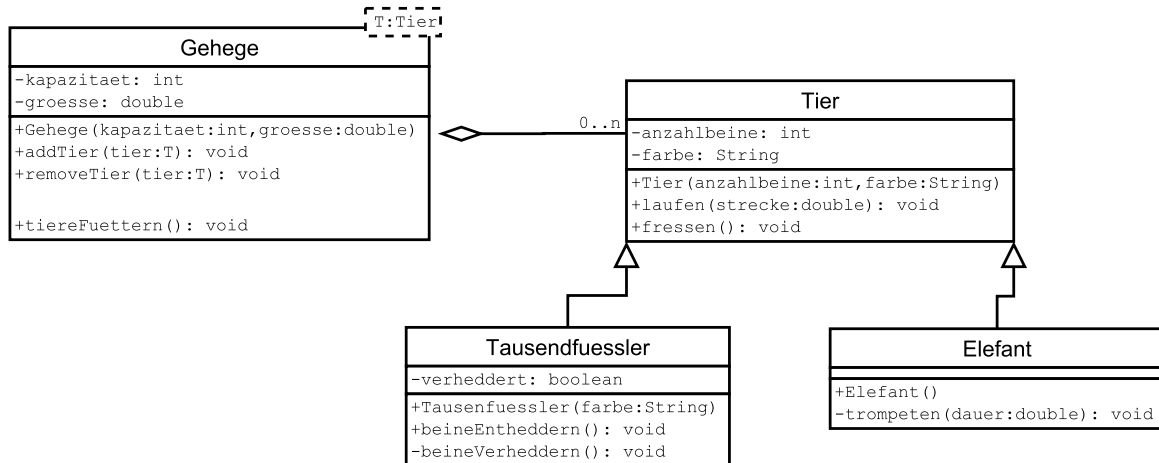 T:Tier
Gehege
-kapazitaet: int
-groesse: double
+Gehege(kapazitaet:int,groesse:double)
+addTier(tier:T): void
+removeTier(tier:T): void
+tiereFuettern(): void
0..n
Tier
-anzahlbeine: int
-farbe: String
+Tier(anzahlbeine:int,farbe:String)
+laufen(strecke:double): void
+fressen(): void
Tausendfuessler
-verheddert: boolean
+Tausenfuessler(farbe:String)
+beineEntheddern(): void
-beineVerheddern(): void
Elefant
+Elefant()
-trompeten(dauer:double): void